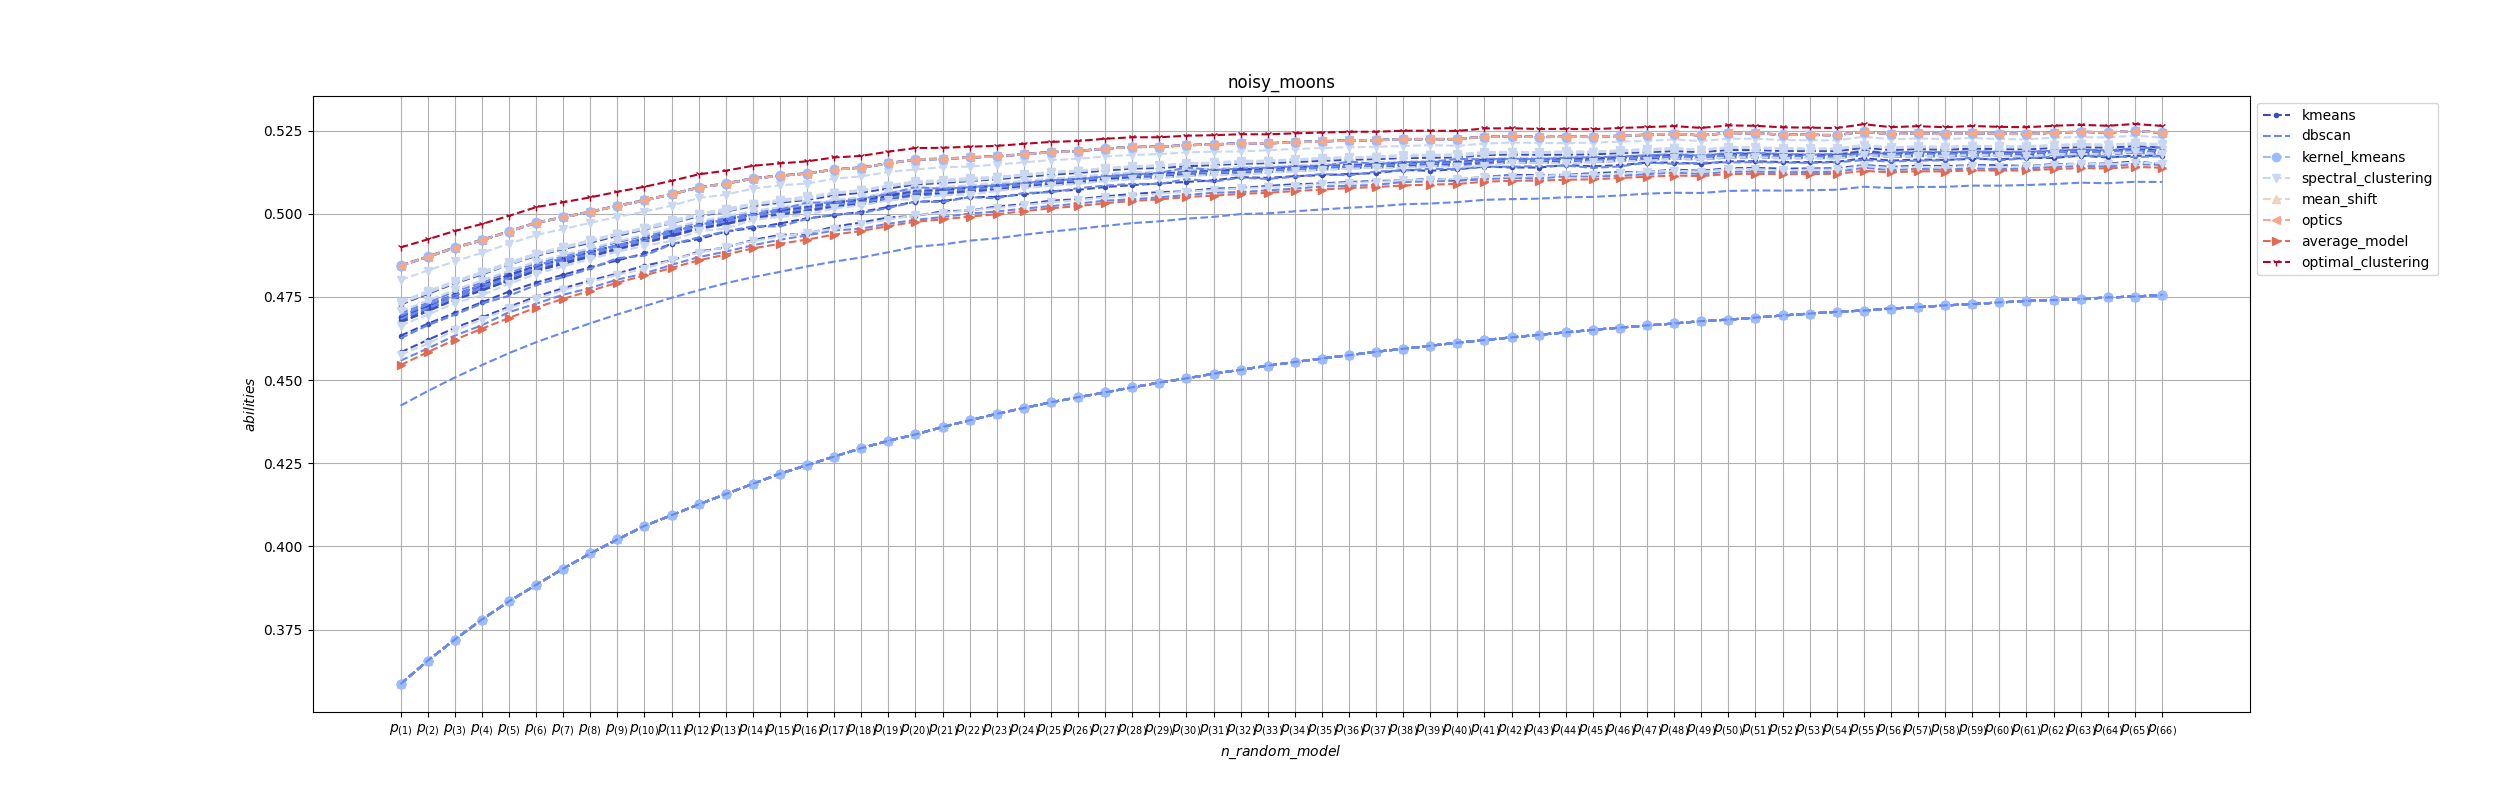 noisy_moons
abilities
0.525
0.500
0.475
0.450
0.425
0.400
0.375
p(1) p(2) p(3) p(4) p(5) p(6) p(7) p(8) p(9) p(10) p(11) p(12) p(13) p(14) p(15) p(16) p(17) p(18) p(19) p(20) p(21) p(22) p(23) p(24) p(25) p(26) p(27) p(28) p(29) p(30) p(31) p(32) p(33) p(34) p(35) p(36) p(37) p(38) p(39) p(40) p(41) p(42) p(43) p(44) p(45) p(46) p(47) p(48) p(49) p(50) p(51) p(52) p(53) p(54) p(55) p(56) p(57) p(58) p(59) p(60) p(61) p(62) p(63) p(64) p(65) p(66)
n_random_model
kmeans
dbscan
kernel_kmeans
spectral_clustering
mean_shift
optics
average_model
optimal_clustering